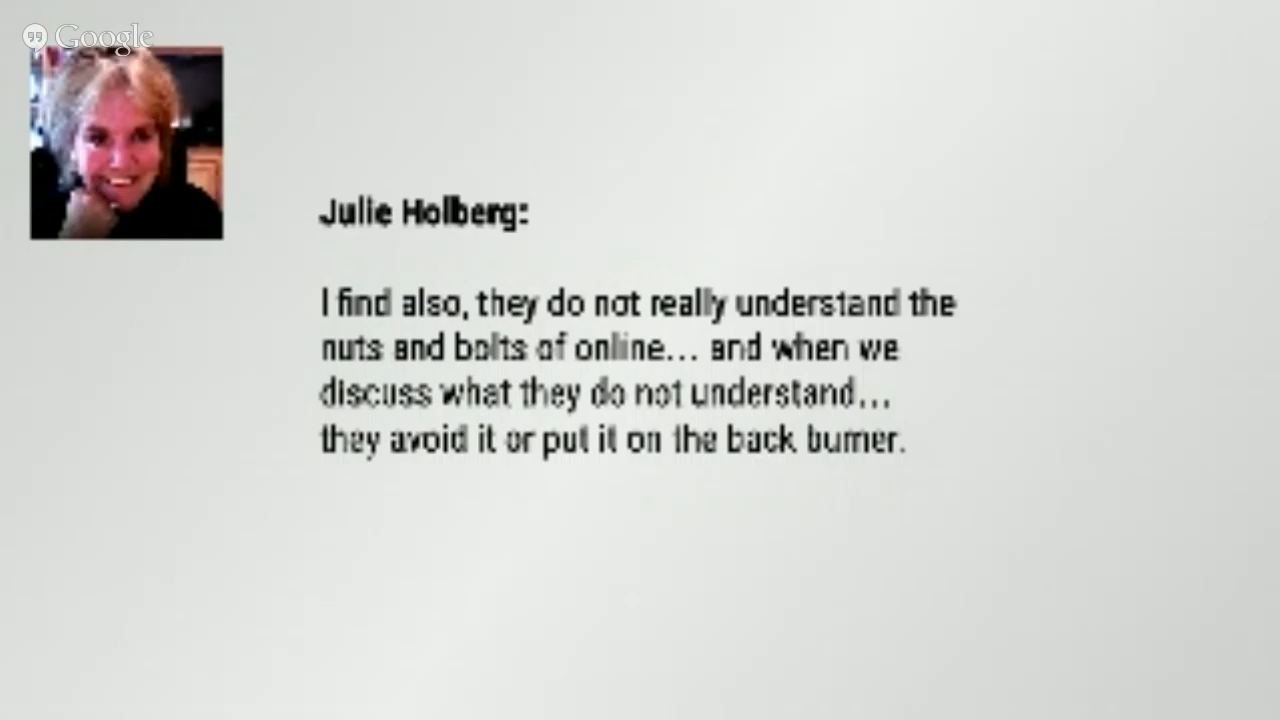 Google
Julie Holberg:
I find also, they do not really understand the
nuts and bolts of online... and when we
discuss what they do not understand...
they avoid it or put it on the back burner.